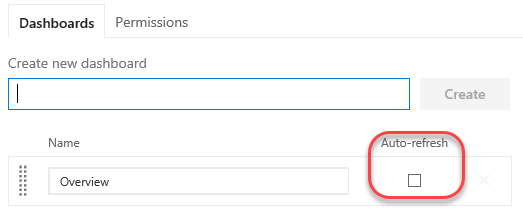 Dashboards Permissions
Create new dashboard
Create
Name Auto-refresh
Overview